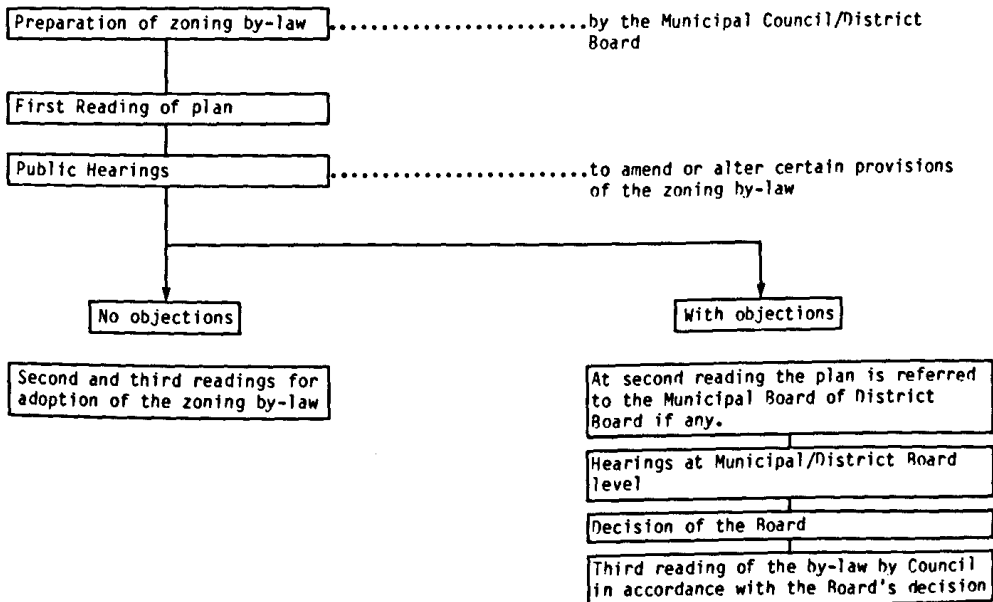 Preparation of zoning by-law ........................by the Municipal Council/District
Board
First Reading of plan
Public Hearings ........................to amend or alter certain provisions
of the zoning by-law
No objections
With objections
Second and third readings for
adoption of the zoning by-law
At second reading the plan is referred
to the Municipal Board of District
Board if any.
Hearings at Municipal/District Board
level
Decision of the Board
Third reading of the by-law by Council
in accordance with the Board's decision